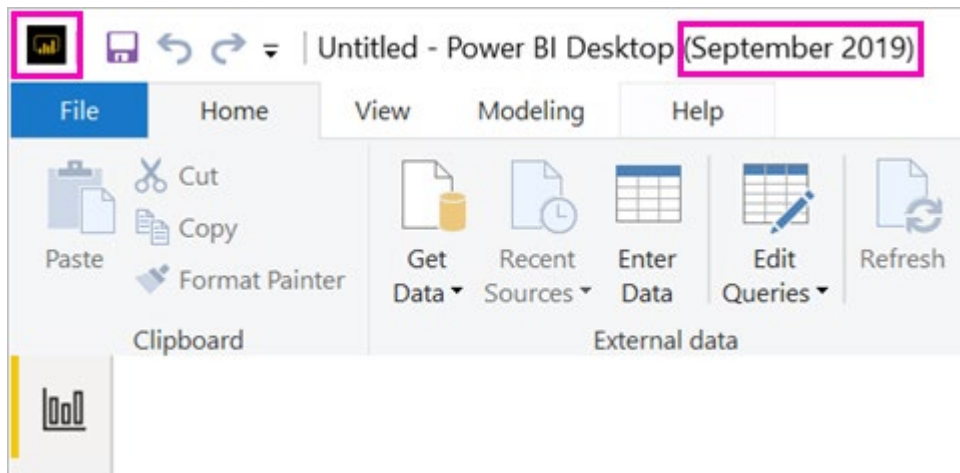 Untitled - Power BI Desktop (September 2019)
File Home View Modeling Help
Paste
Cut
Copy
Format Painter
Clipboard
Get Data
Recent Sources
Enter Data
Edit Queries
Refresh
External data